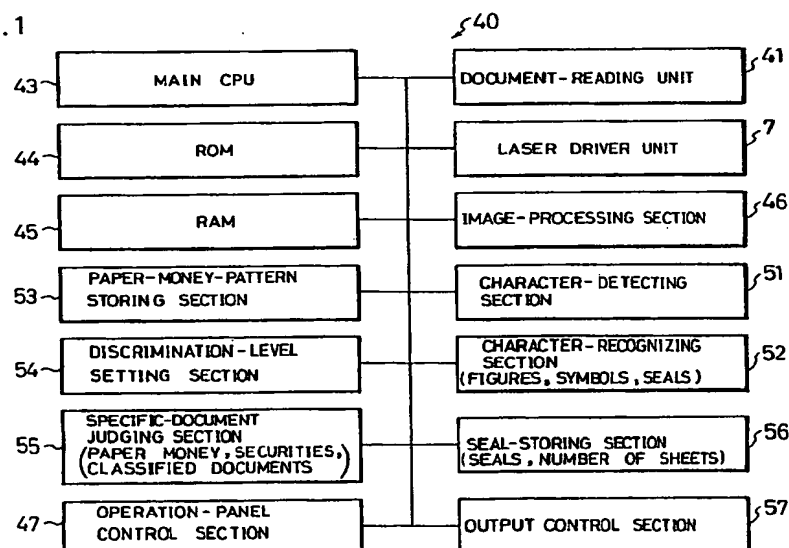 .1
40
43
MAIN CPU
DOCUMENT-READING UNIT
41
44
ROM
LASER DRIVER UNIT
7
45
RAM
IMAGE-PROCESSING SECTION
46
53
PAPER-MONEY-PATTERN
STORING SECTION
CHARACTER-DETECTING
SECTION
51
54
DISCRIMINATION-LEVEL
SETTING SECTION
CHARACTER-RECOGNIZING
SECTION
(FIGURES, SYMBOLS, SEALS)
52
55
SPECIFIC-DOCUMENT
JUDGING SECTION
(PAPER MONEY, SECURITIES,
CLASSIFIED DOCUMENTS)
SEAL-STORING SECTION
(SEALS, NUMBER OF SHEETS)
56
47
OPERATION-PANEL
CONTROL SECTION
OUTPUT CONTROL SECTION
57